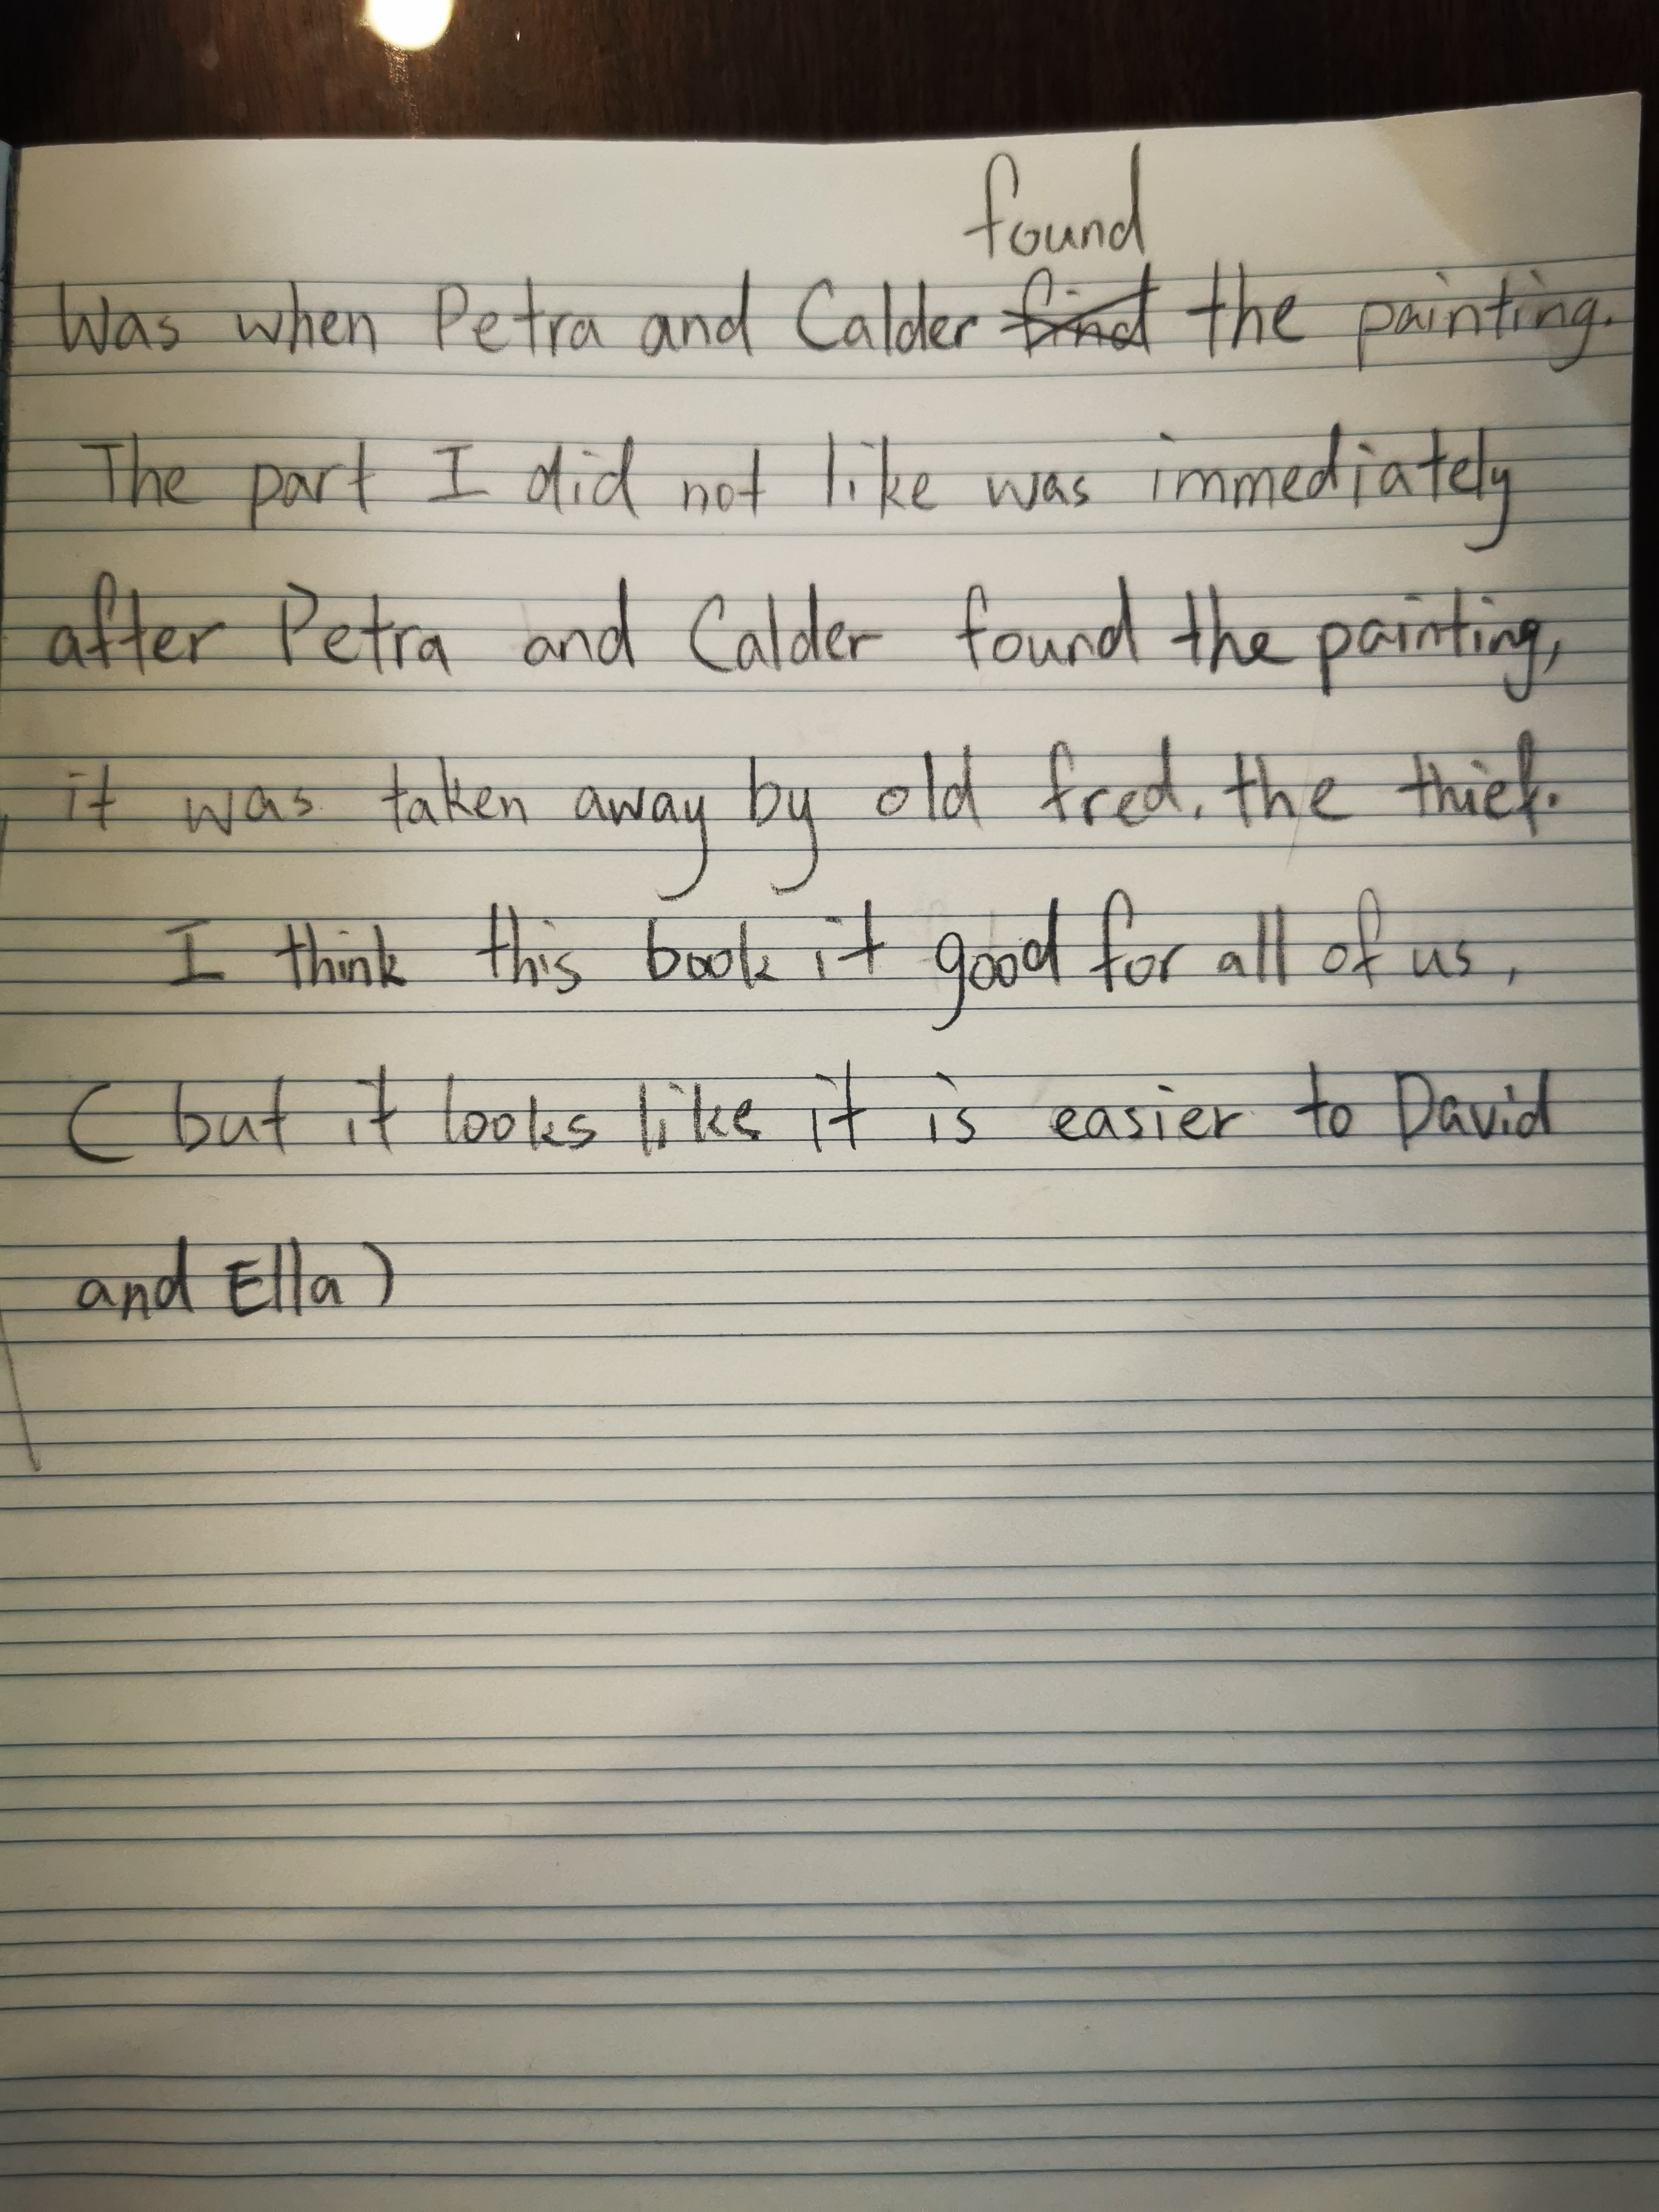 found
Was when Petra and Calder find the painting.
The part I did not like was immediately
after Petra and Calder found the painting,
it was taken away by old fred, the thief.
I think this book it good for all of us,
( but it looks like it is easier to David
and Ella )